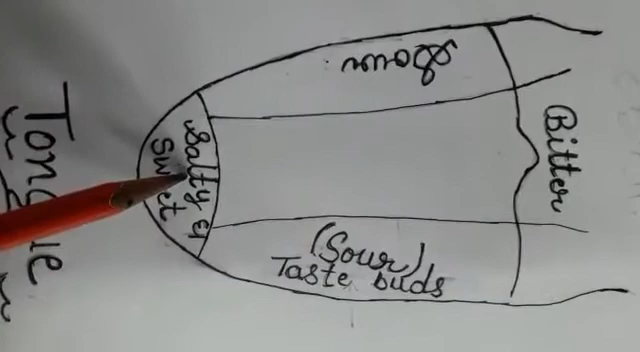 Sour
Bitter
Salty &
Sweet
(Sour)
Taste buds
Tongue